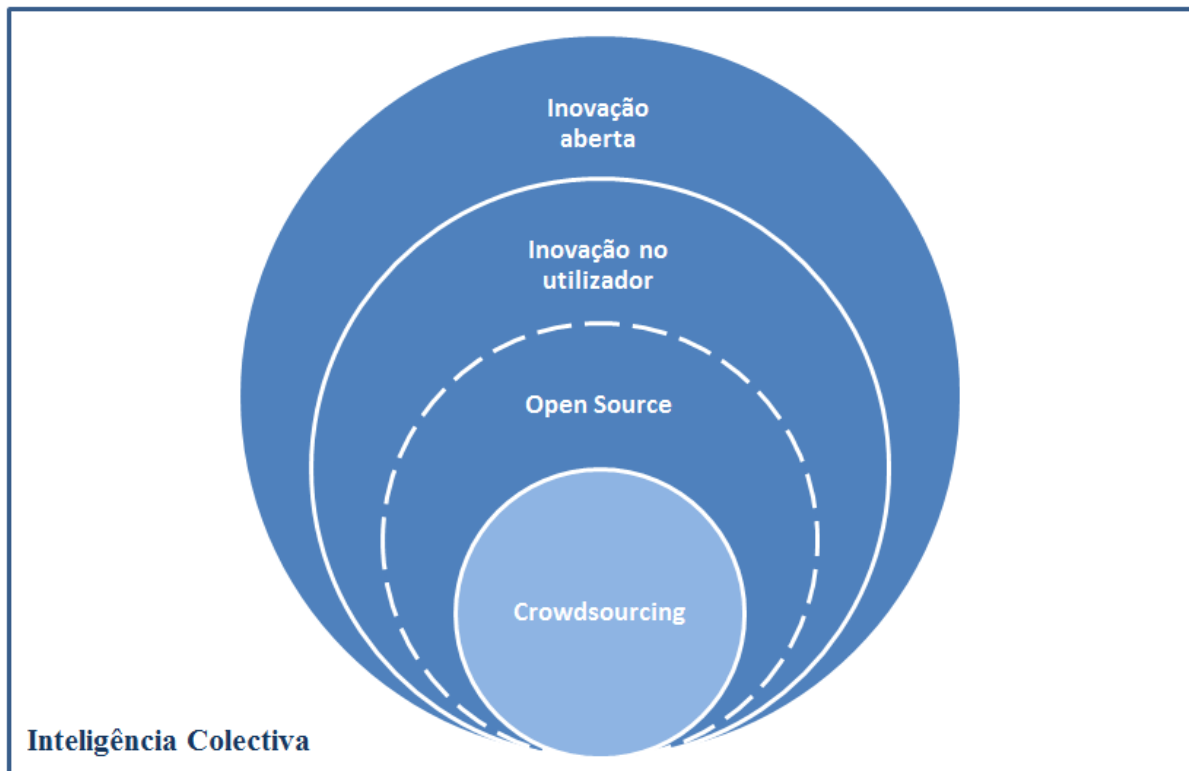 Inovação
aberta
Inovação no
utilizador
Open Source
Crowdsourcing
Inteligência Colectiva